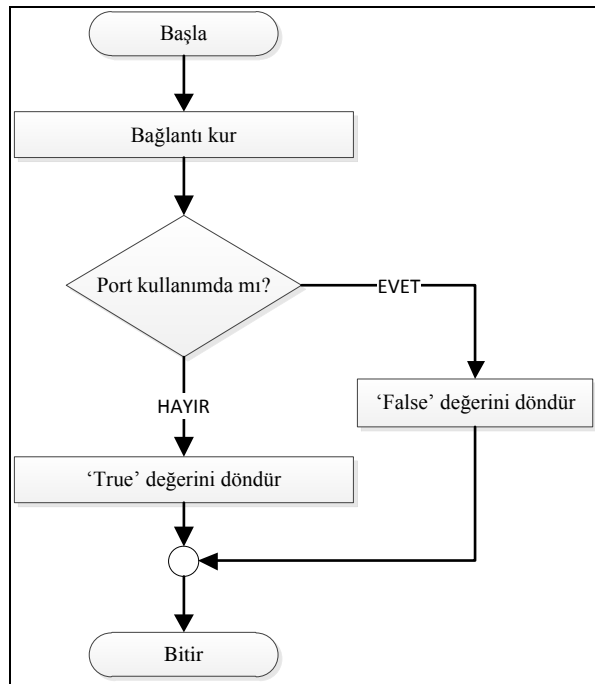 Başla
Bağlantı kur
Port kullanımda mı?
EVET
HAYIR
‘False’ değerini döndür
‘True’ değerini döndür
Bitir